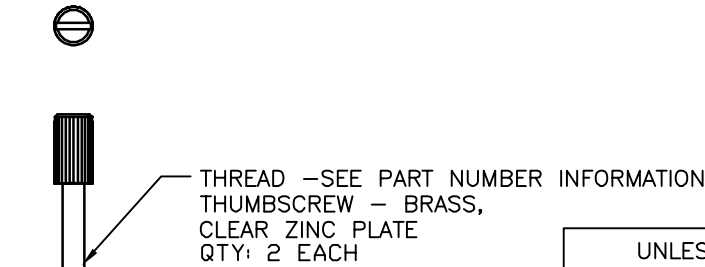 THREAD –SEE PART NUMBER INFORMATION
THUMBSCREW – BRASS,
CLEAR ZINC PLATE
QTY: 2 EACH
UNLES